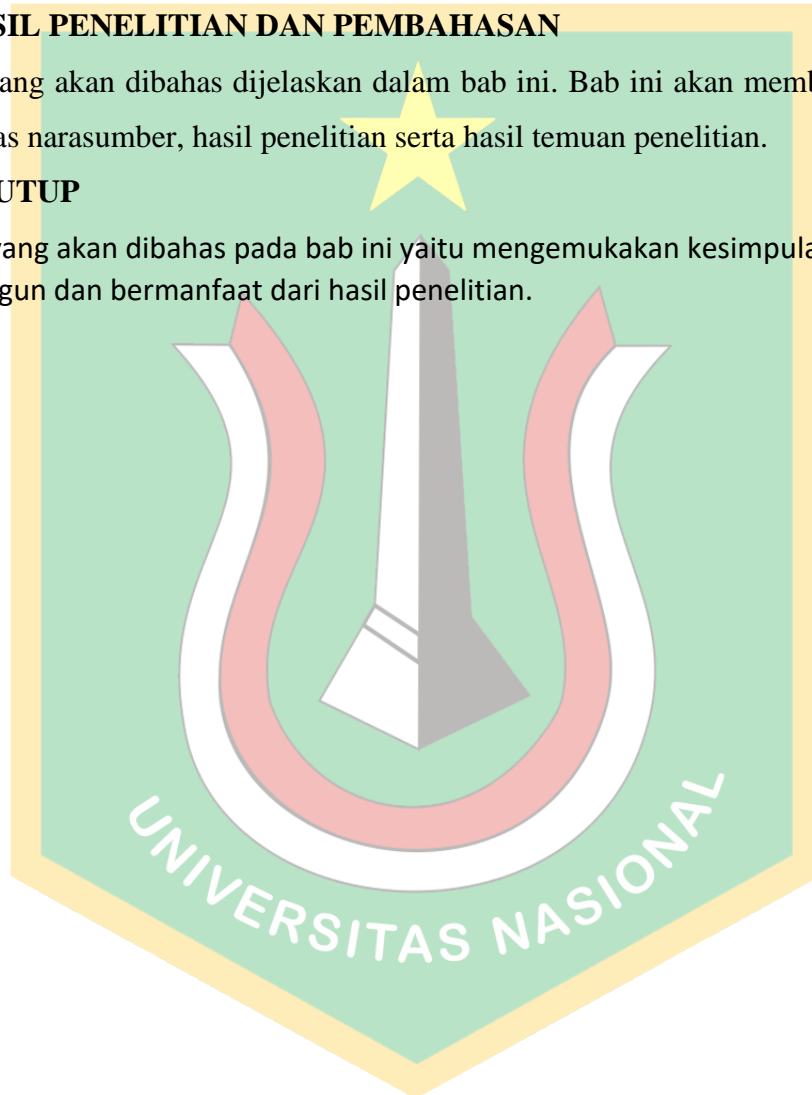 SIL PENELITIAN DAN PEMBAHASAN
ang akan dibahas dijelaskan dalam bab ini. Bab ini akan memb
as narasumber, hasil penelitian serta hasil temuan penelitian.
UTUP
yang akan dibahas pada bab ini yaitu mengemukakan kesimpula
gun dan bermanfaat dari hasil penelitian.
UNIVERSITAS NASIONAL